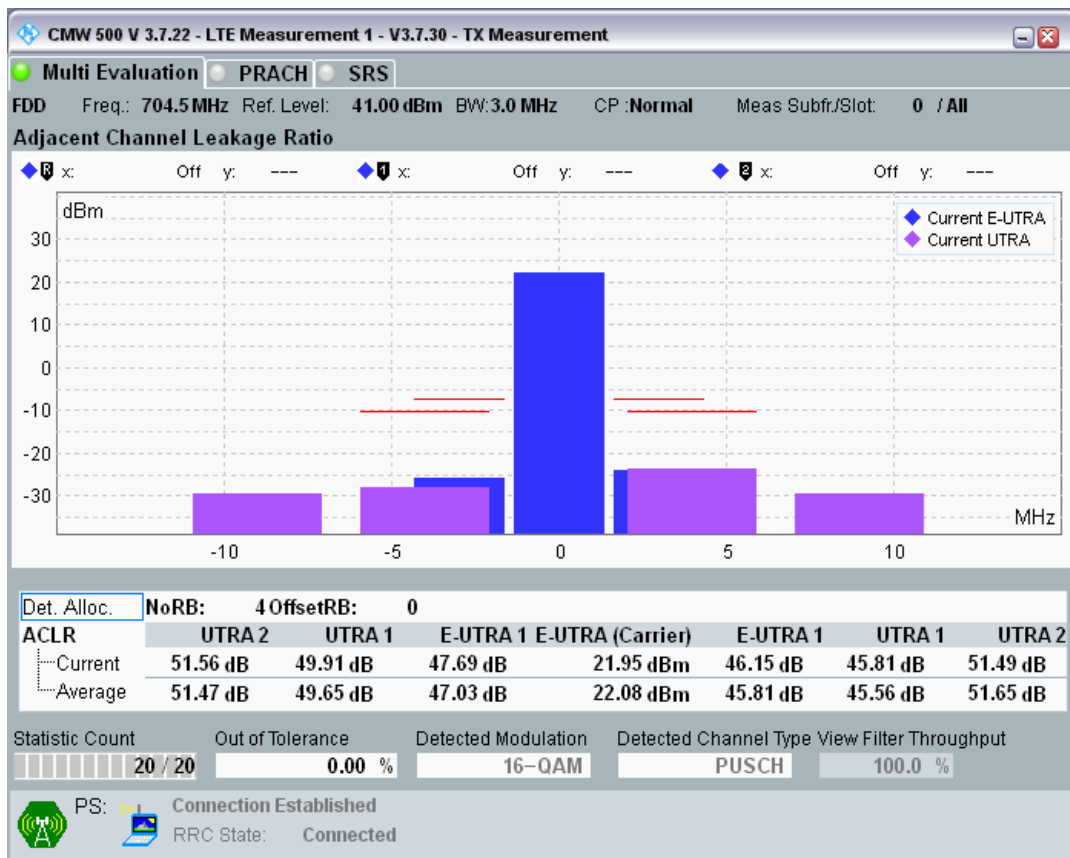 CMW 500 V 3.7.22 - LTE Measurement 1 - V3.7.30 - TX Measurement
Multi Evaluation PRACH SRS
FDD Freq.: 704.5 MHz Ref. Level: 41.00 dBm BW:3.0 MHz CP :Normal Meas Subfr./Slot: 0 / All
Adjacent Channel Leakage Ratio
R x: Off y: --- 1 x: Off y: --- 2 x: Off y: ---
dBm
Current E-UTRA
Current UTRA
30
20
10
0
-10
-20
-30
MHz
-10 -5 0 5 10
Det. Alloc. NoRB: 4 OffsetRB: 0
ACLR UTRA 2 UTRA 1 E-UTRA 1 E-UTRA (Carrier) E-UTRA 1 UTRA 1 UTRA 2
Current 51.56 dB 49.91 dB 47.69 dB 21.95 dBm 46.15 dB 45.81 dB 51.49 dB
Average 51.47 dB 49.65 dB 47.03 dB 22.08 dBm 45.81 dB 45.56 dB 51.65 dB
Statistic Count Out of Tolerance Detected Modulation Detected Channel Type View Filter Throughput
20 / 20 0.00 % 16-QAM PUSCH 100.0 %
PS: Connection Established
RRC State: Connected